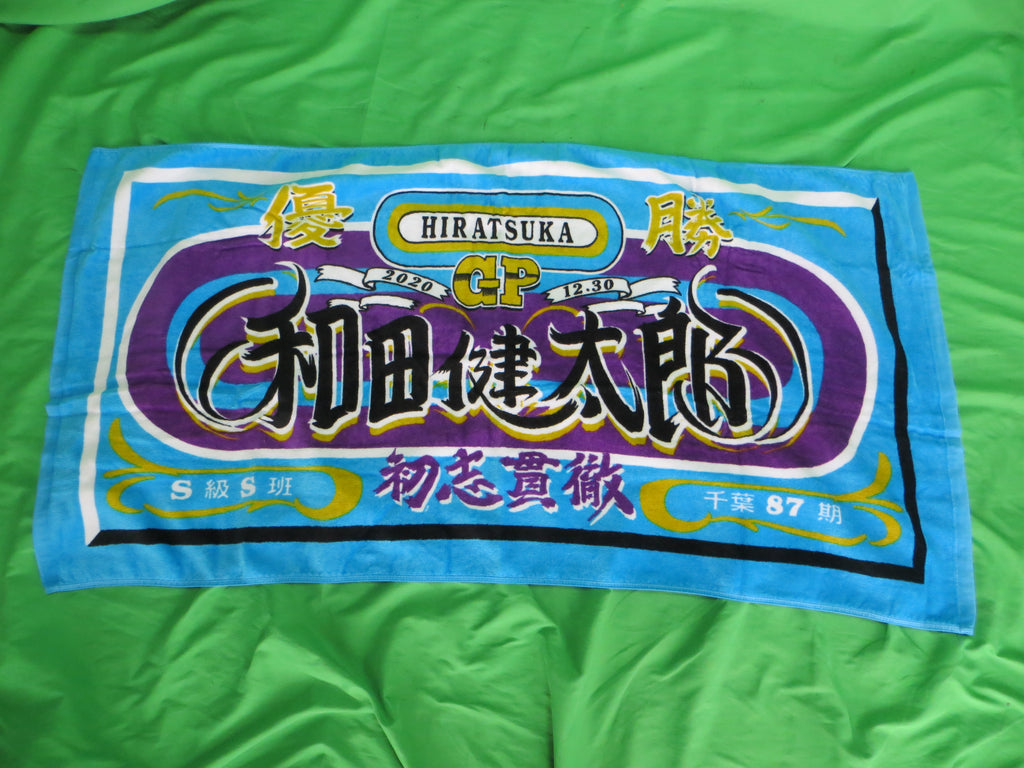 優 HIRATSUKA 勝
2020 GP 12.30
和田健太郎
初志貫徹
S級S班
千葉 87 期